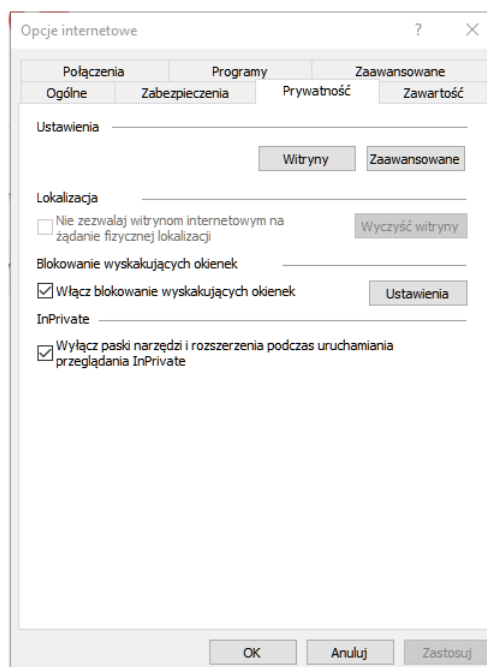 Opcje internetowe
?
Połączenia Programy Zaawansowane
Ogólne Zabezpieczenia Prywatność Zawartość
Ustawienia
Witryny Zaawansowane
Lokalizacja
Nie zezwalaj witrynom internetowym na
żądanie fizycznej lokalizacji
Wyczyść witryny
Blokowanie wyskakujących okienek
Włącz blokowanie wyskakujących okienek
Ustawienia
InPrivate
Wyłącz paski narzędzi i rozszerzenia podczas uruchamiania
przeglądania InPrivate
OK Anuluj Zastosuj